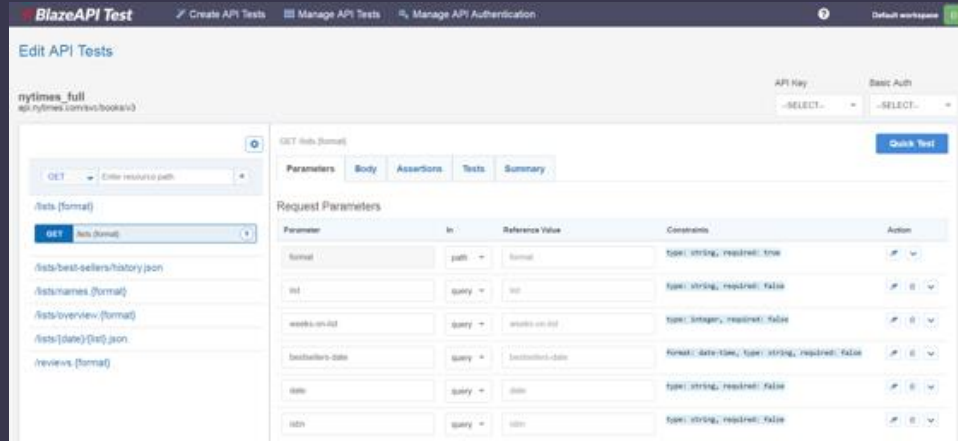 BlazeAPI Test
Create API Tests
Manage API Tests
Manage API Authentication
Default workspace
Edit API Tests
nytimes_full
api.nytimes.com/svc/books/v3
API Key
Basic Auth
-SELECT-
-SELECT-
GET /lists.{format}
Quick Test
GET
Enter resource path
+
Parameters
Body
Assertions
Tests
Summary
/lists.{format}
GET /lists.{format}
/lists/best-sellers/history.json
/lists/names.{format}
/lists/overview.{format}
/lists/{date}/{list}.json
/reviews.{format}
Request Parameters
Parameter
In
Reference Value
Constraints
Action
format
path
format
type: string, required: true
list
query
list
type: string, required: false
weeks-on-list
query
weeks-on-list
type: integer, required: false
bestsellers-date
query
bestsellers-date
format: date-time, type: string, required: false
date
query
date
type: string, required: false
isbn
query
isbn
type: string, required: false